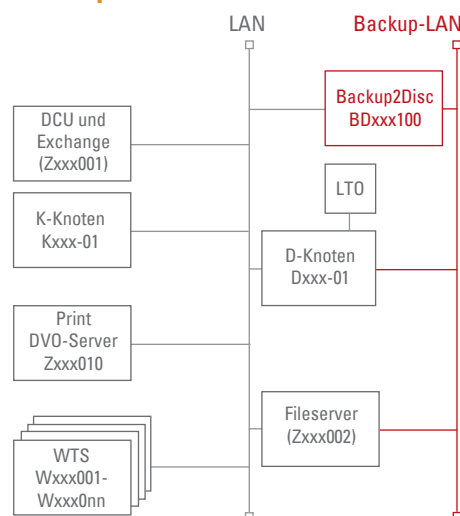 LAN
Backup-LAN
Backup2Disc
BDxxx100
DCU und
Exchange
(Zxxx001)
LTO
K-Knoten
Kxxx-01
D-Knoten
Dxxx-01
Print
DVO-Server
Zxxx010
Fileserver
(Zxxx002)
WTS
Wxxx001-
Wxxx0nn